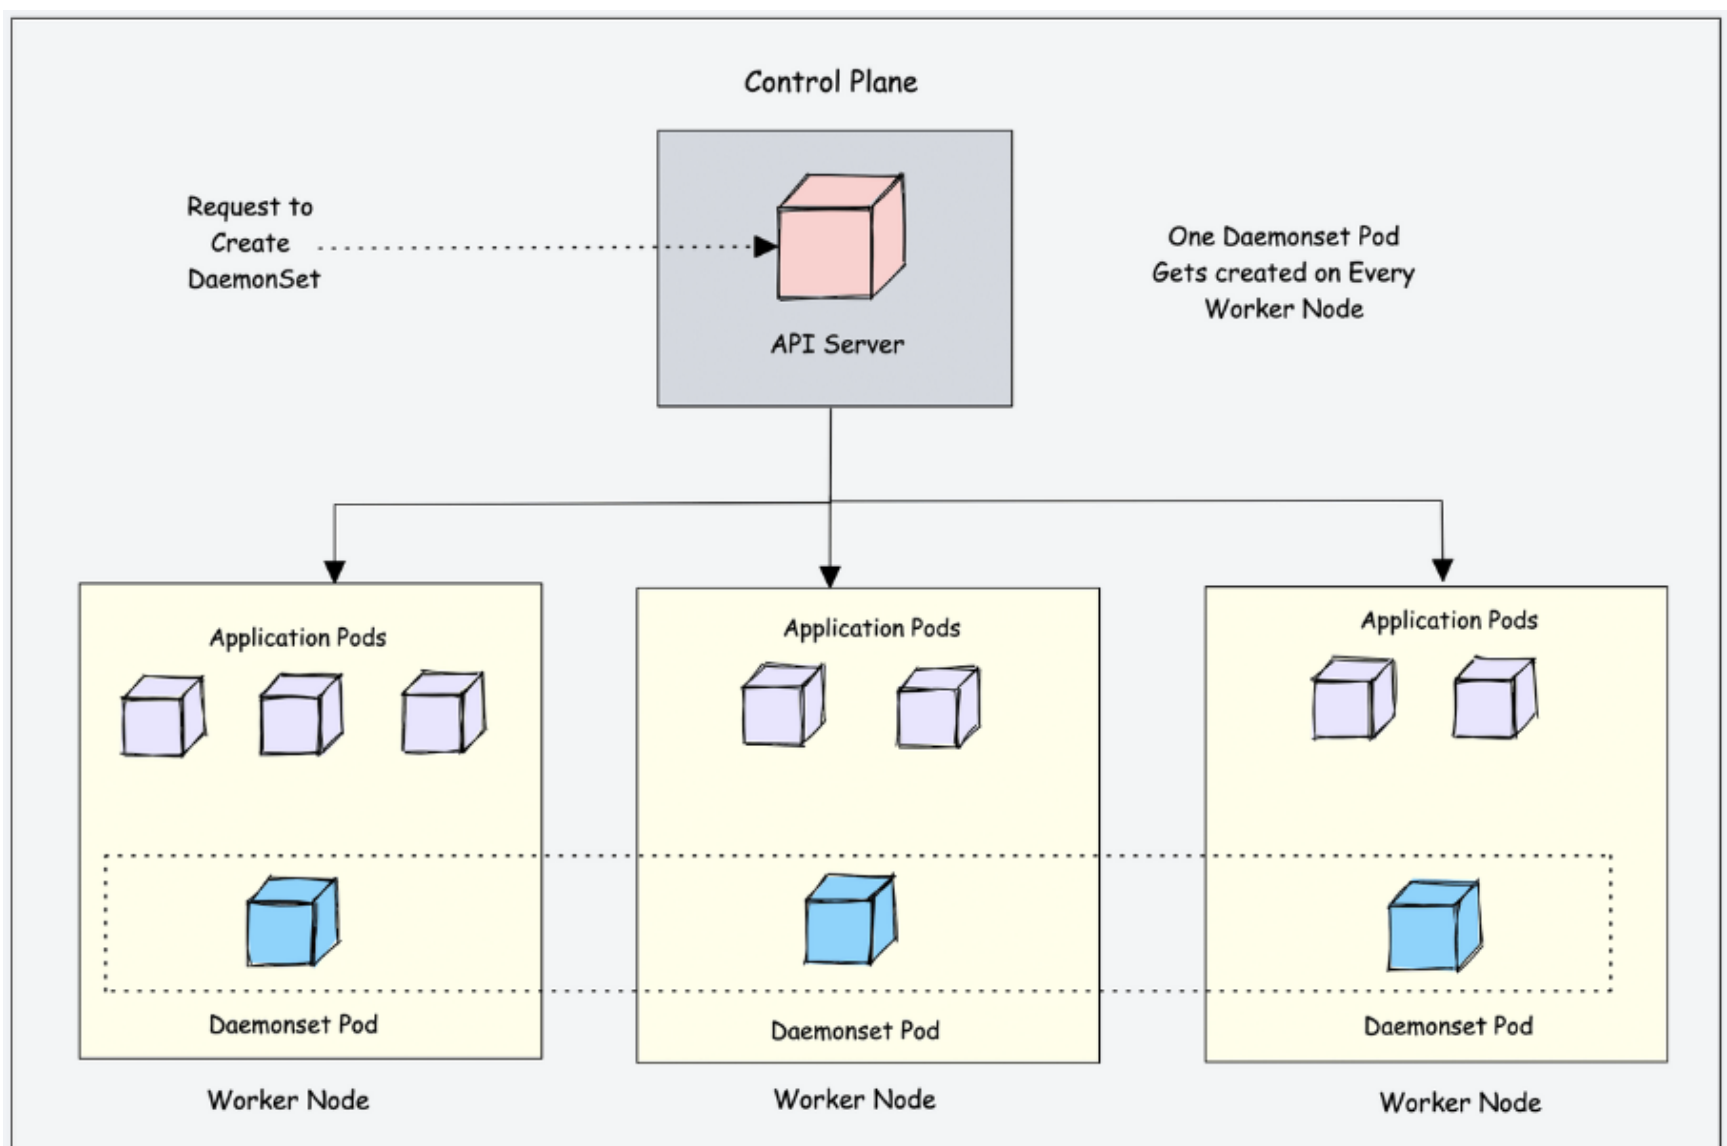 Control Plane
Request to
Create
DaemonSet
API Server
One Daemonset Pod
Gets created on Every
Worker Node
Application Pods
Application Pods
Application Pods
Daemonset Pod
Daemonset Pod
Daemonset Pod
Worker Node
Worker Node
Worker Node